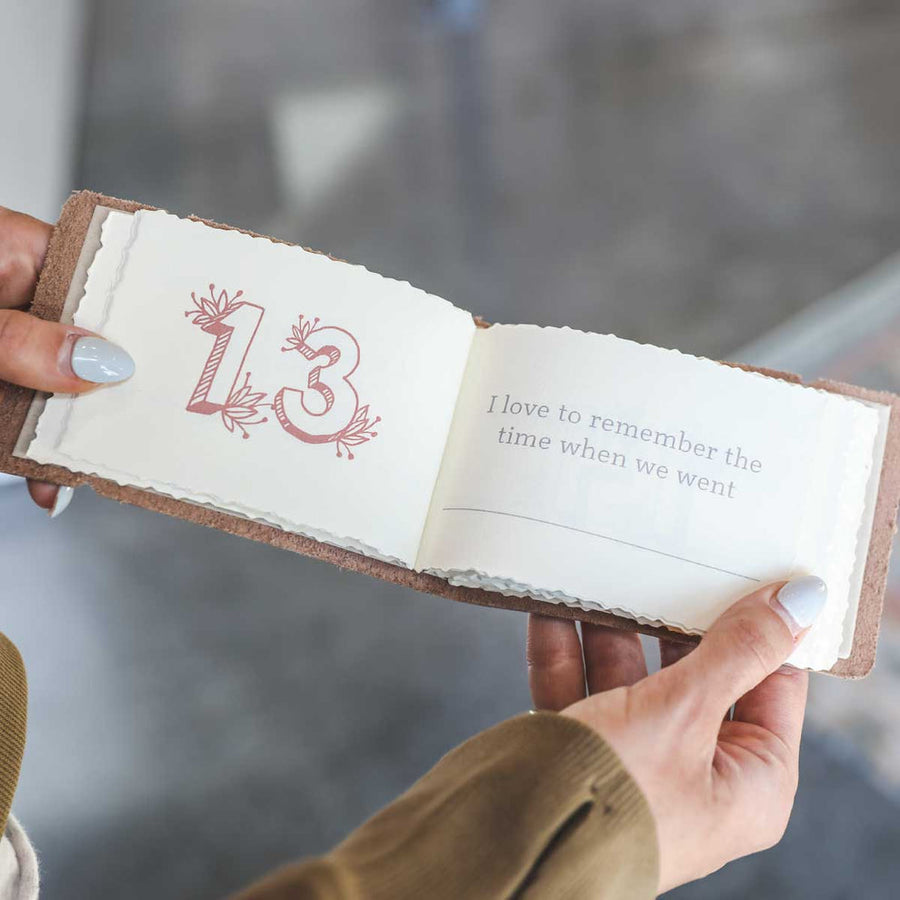 13
I love to remember the
time when we went